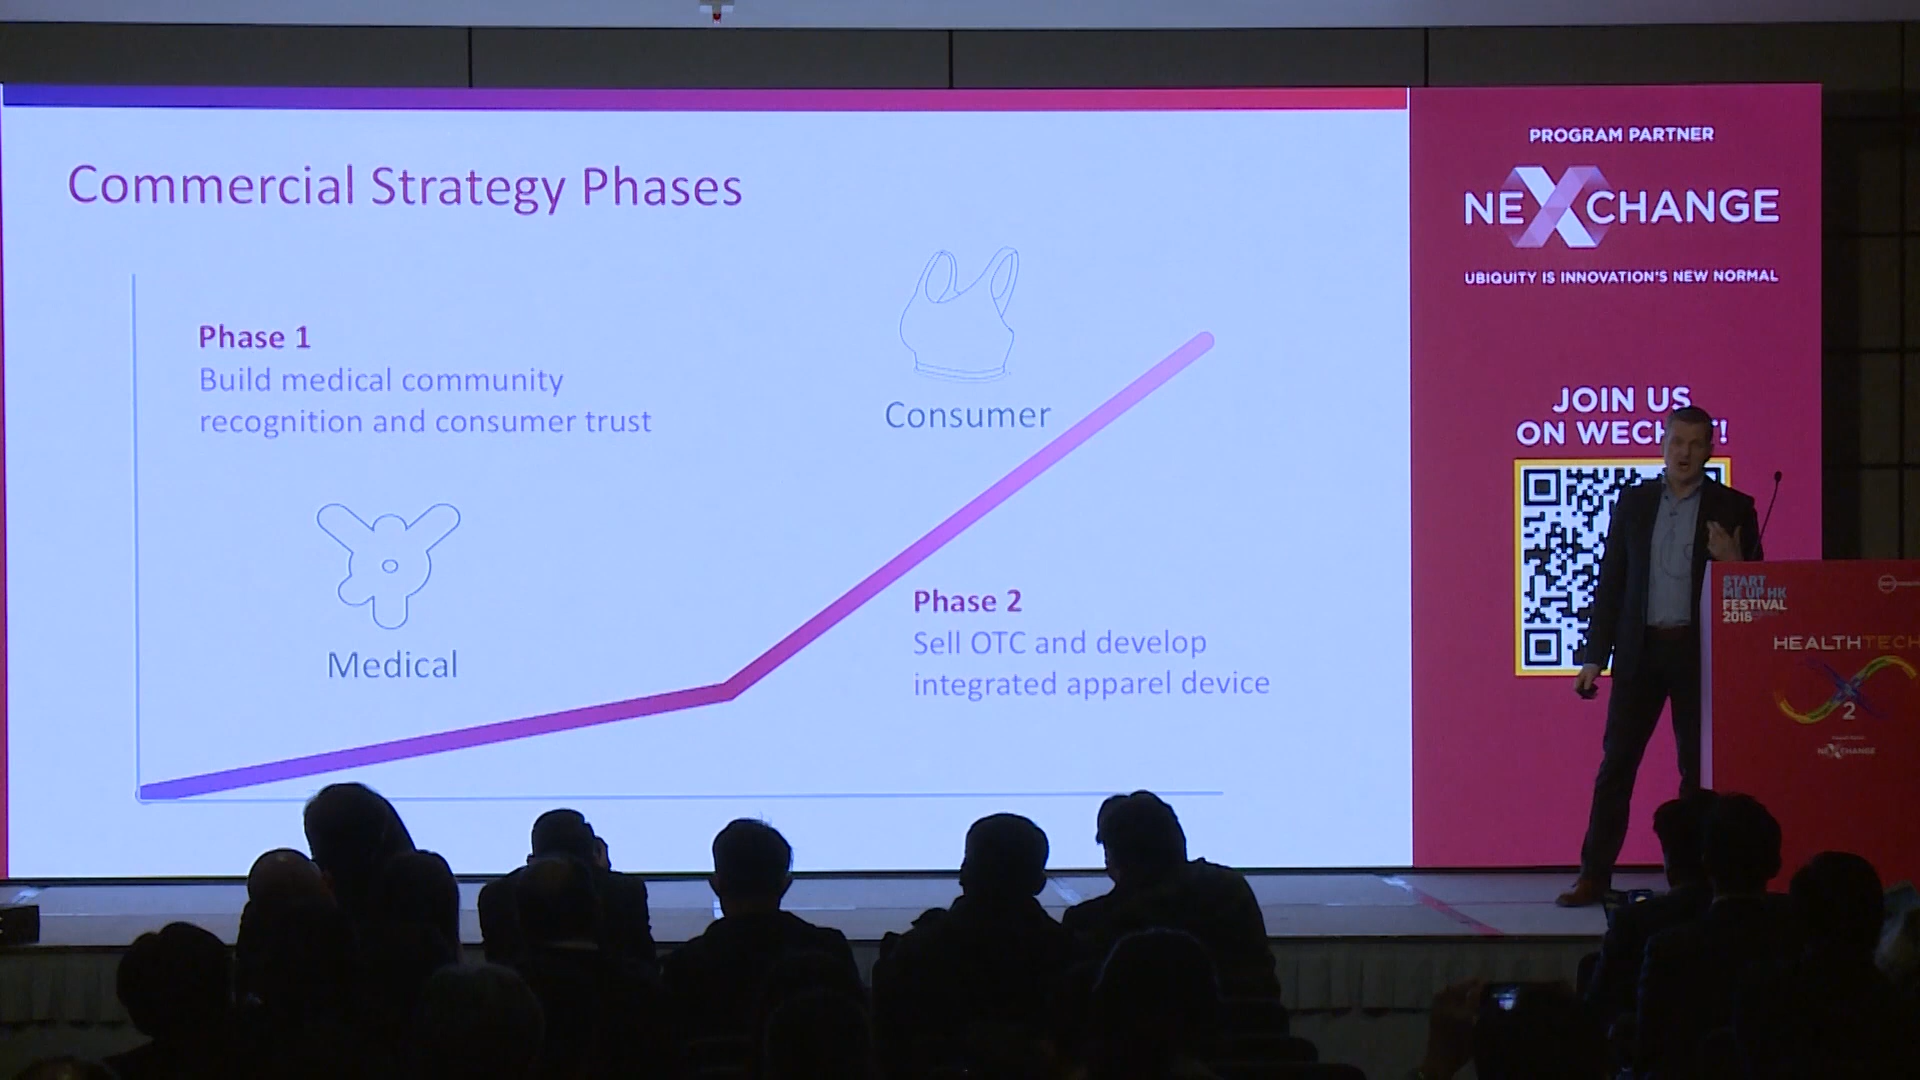 Commercial Strategy Phases
Phase 1
Build medical community
recognition and consumer trust
Medical
Consumer
Phase 2
Sell OTC and develop
integrated apparel device
PROGRAM PARTNER
NEXCHANGE
UBIQUITY IS INNOVATION'S NEW NORMAL
JOIN US
ON WECH T!
START
ME UP HK
FESTIVAL
HEALTHTECH
X
2
NEXCHANGE